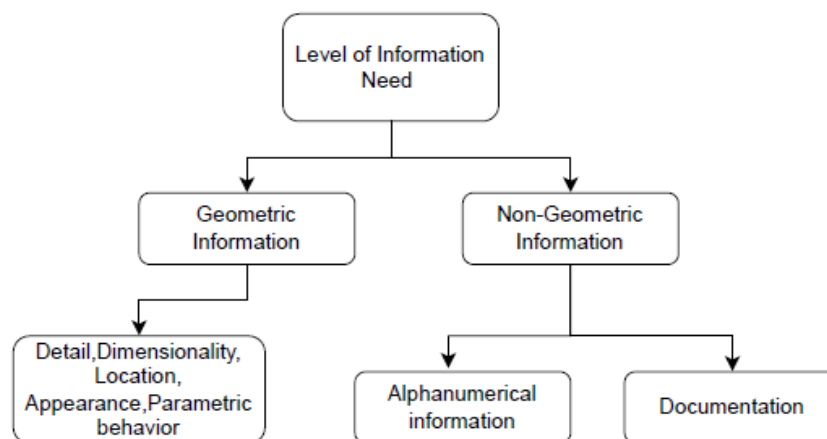 Level of Information
Need
Geometric
Information
Non-Geometric
Information
Detail,Dimensionality,
Location,
Appearance,Parametric
behavior
Alphanumerical
information
Documentation